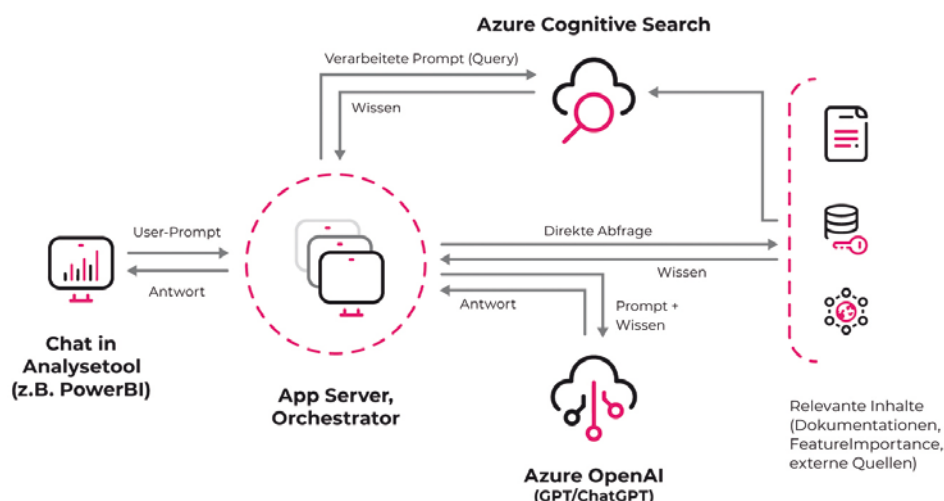 Azure Cognitive Search
Verarbeitete Prompt (Query)
Wissen
User-Prompt
Antwort
Direkte Abfrage
Wissen
Antwort
Prompt +
Wissen
Chat in
Analysetool
(z.B. PowerBI)
App Server,
Orchestrator
Azure OpenAI
(GPT/ChatGPT)
Relevante Inhalte
(Dokumentationen,
FeatureImportance,
externe Quellen)